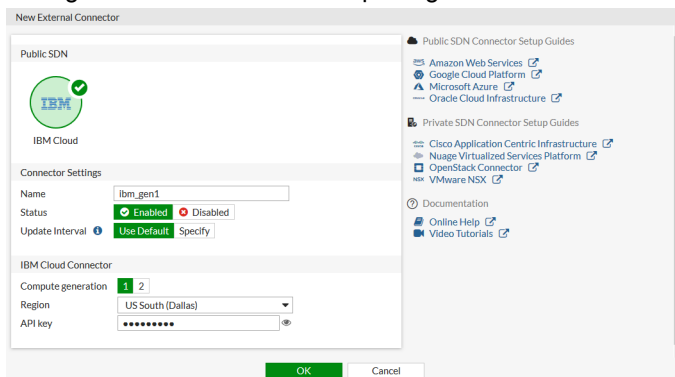 New External Connector
Public SDN
IBM
IBM Cloud
Connector Settings
Name ibm_gen1
Status Enabled Disabled
Update Interval Use Default Specify
IBM Cloud Connector
Compute generation 1 2
Region US South (Dallas)
API key ●●●●●●●●●
OK Cancel
Public SDN Connector Setup Guides
aws Amazon Web Services
Google Cloud Platform
Microsoft Azure
Oracle Cloud Infrastructure
Private SDN Connector Setup Guides
Cisco Application Centric Infrastructure
Nuage Virtualized Services Platform
OpenStack Connector
NSX VMware NSX
Documentation
Online Help
Video Tutorials